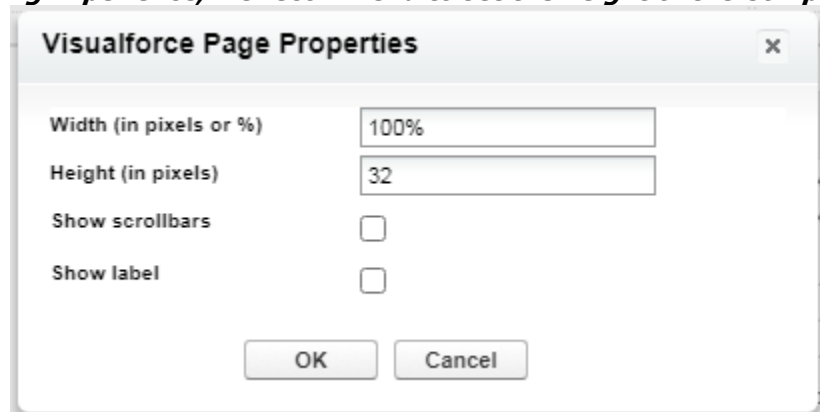 Visualforce Page Properties
Width (in pixels or %)
100%
Height (in pixels)
32
Show scrollbars
Show label
OK
Cancel